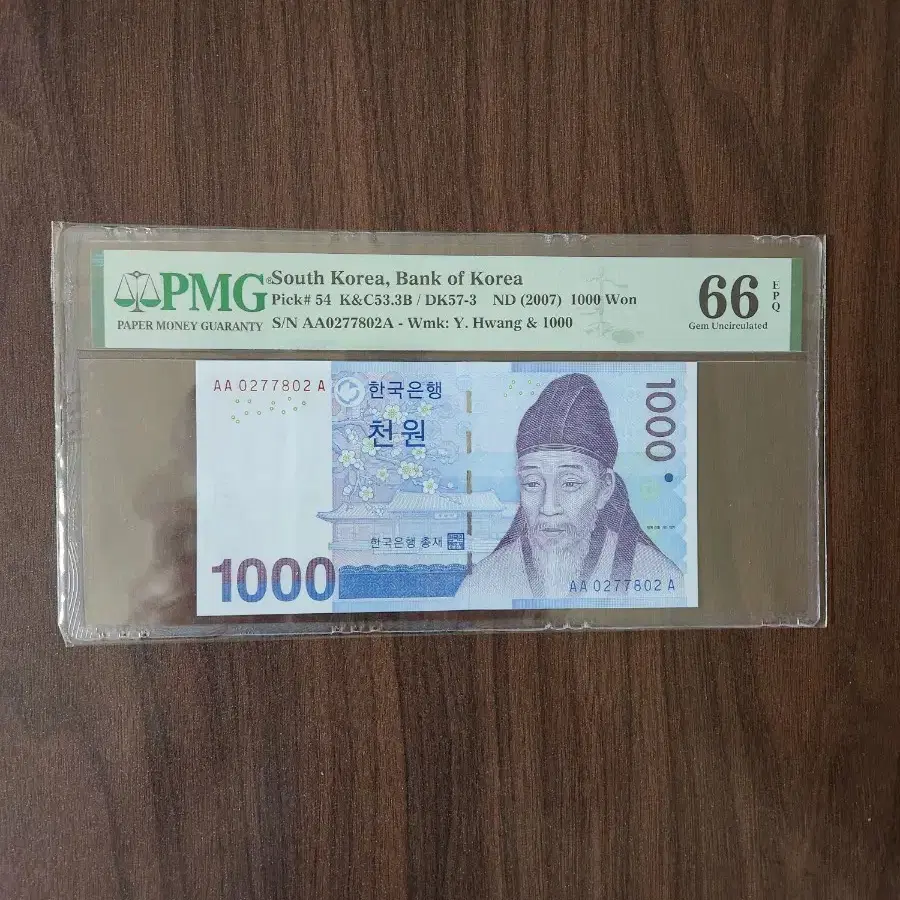 PMG®
PAPER MONEY GUARANTY
South Korea, Bank of Korea
Pick# 54 K&C53.3B / DK57-3 ND (2007) 1000 Won
S/N AA0277802A - Wmk: Y. Hwang & 1000
66
EPQ
Gem Uncirculated
AA 0277802 A
한국은행
천원
1000
한국은행 총재
1000
AA 0277802 A